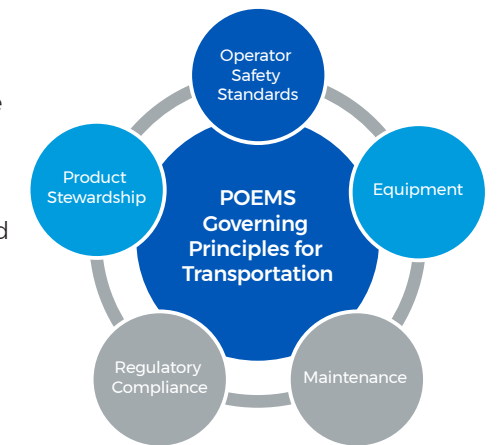 Operator
Safety
Standards
Product
Stewardship
Equipment
POEMS
Governing
Principles for
Transportation
Regulatory
Compliance
Maintenance